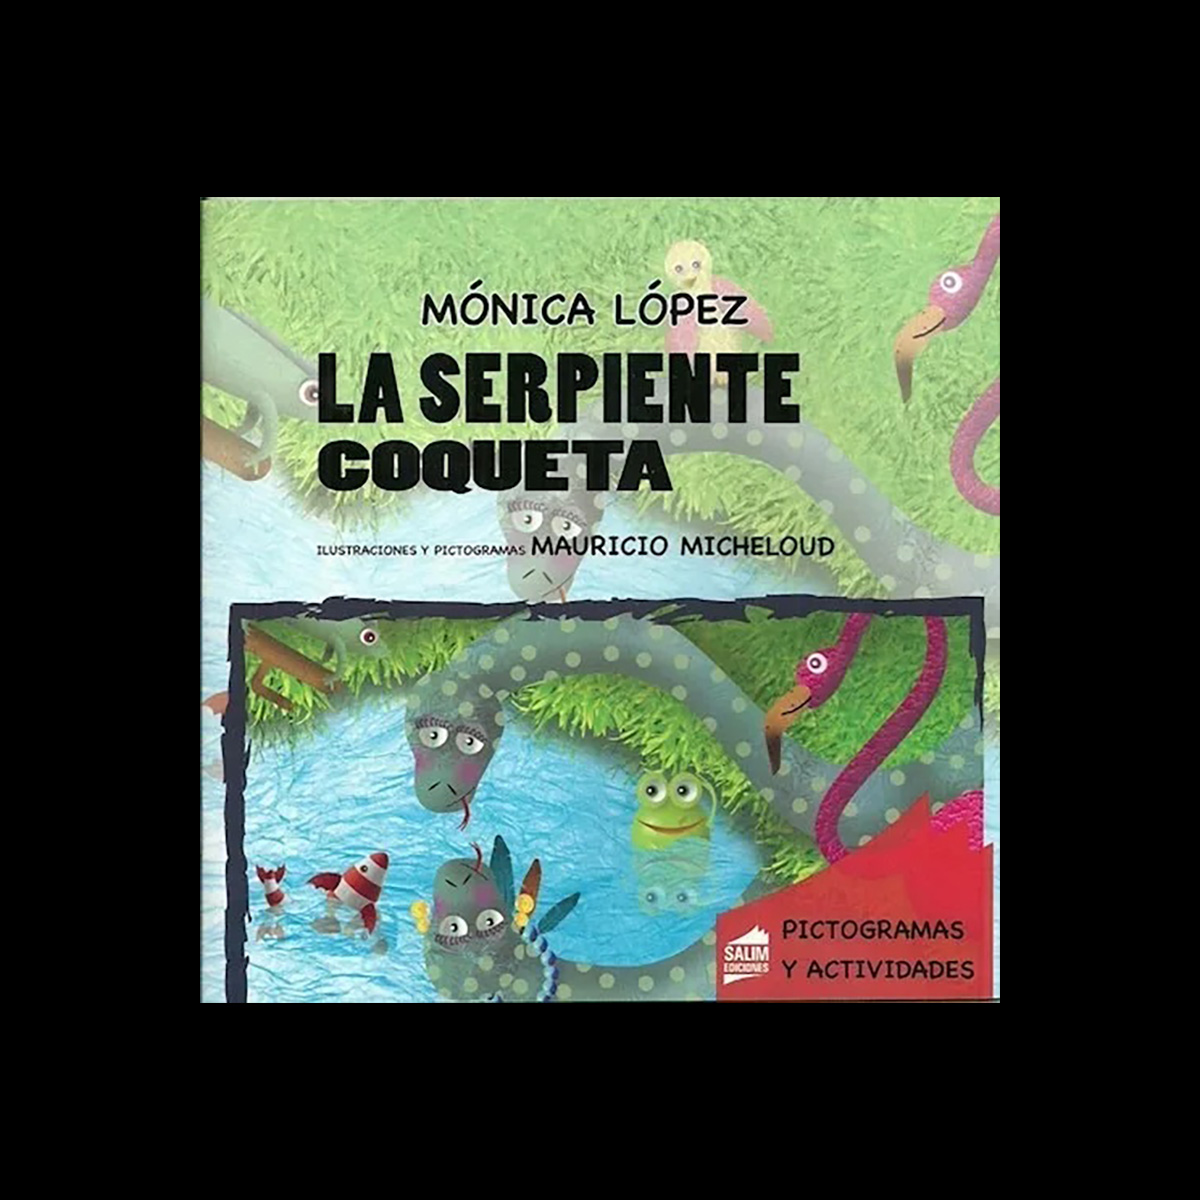 MÓNICA LÓPEZ
LA SERPIENTE
COQUETA
ILUSTRACIONES Y PICTOGRAMAS MAURICIO MICHELOUD
SALIM
EDICIONES
PICTOGRAMAS
Y ACTIVIDADES